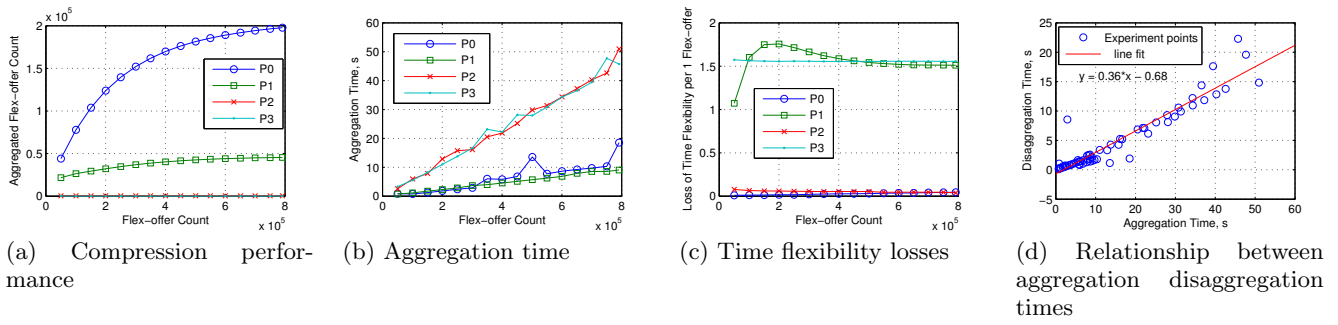 x 10^5
2
1.5
1
0.5
0
0 2 4 6 8
x 10^5
Aggregated Flex−offer Count
Flex−offer Count
P0
P1
P2
P3
(a) Compression perfor-
mance
60
50
40
30
20
10
0
0 2 4 6 8
x 10^5
Aggregation Time, s
Flex−offer Count
P0
P1
P2
P3
(b) Aggregation time
2
1.5
1
0.5
0
0 2 4 6 8
x 10^5
Loss of Time Flexibility per 1 Flex−offer
Flex−offer Count
P0
P1
P2
P3
(c) Time flexibility losses
25
20
15
10
5
0
−5
10 20 30 40 50 60
Disaggregation Time, s
Aggregation Time, s
Experiment points
line fit
y = 0.36*x − 0.68
(d) Relationship between
aggregation disaggregation
times